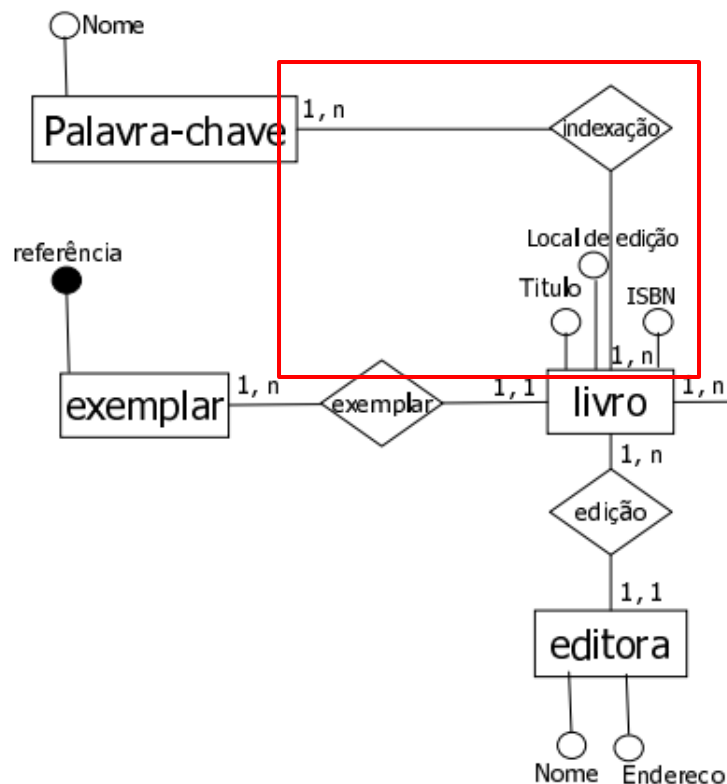 Nome
Palavra-chave
1, n
indexação
referência
Local de edição
Titulo
ISBN
1, n
exemplar
1, n
exemplar
1, 1
livro
1, n
1, n
edição
1, 1
editora
Nome
Endereço